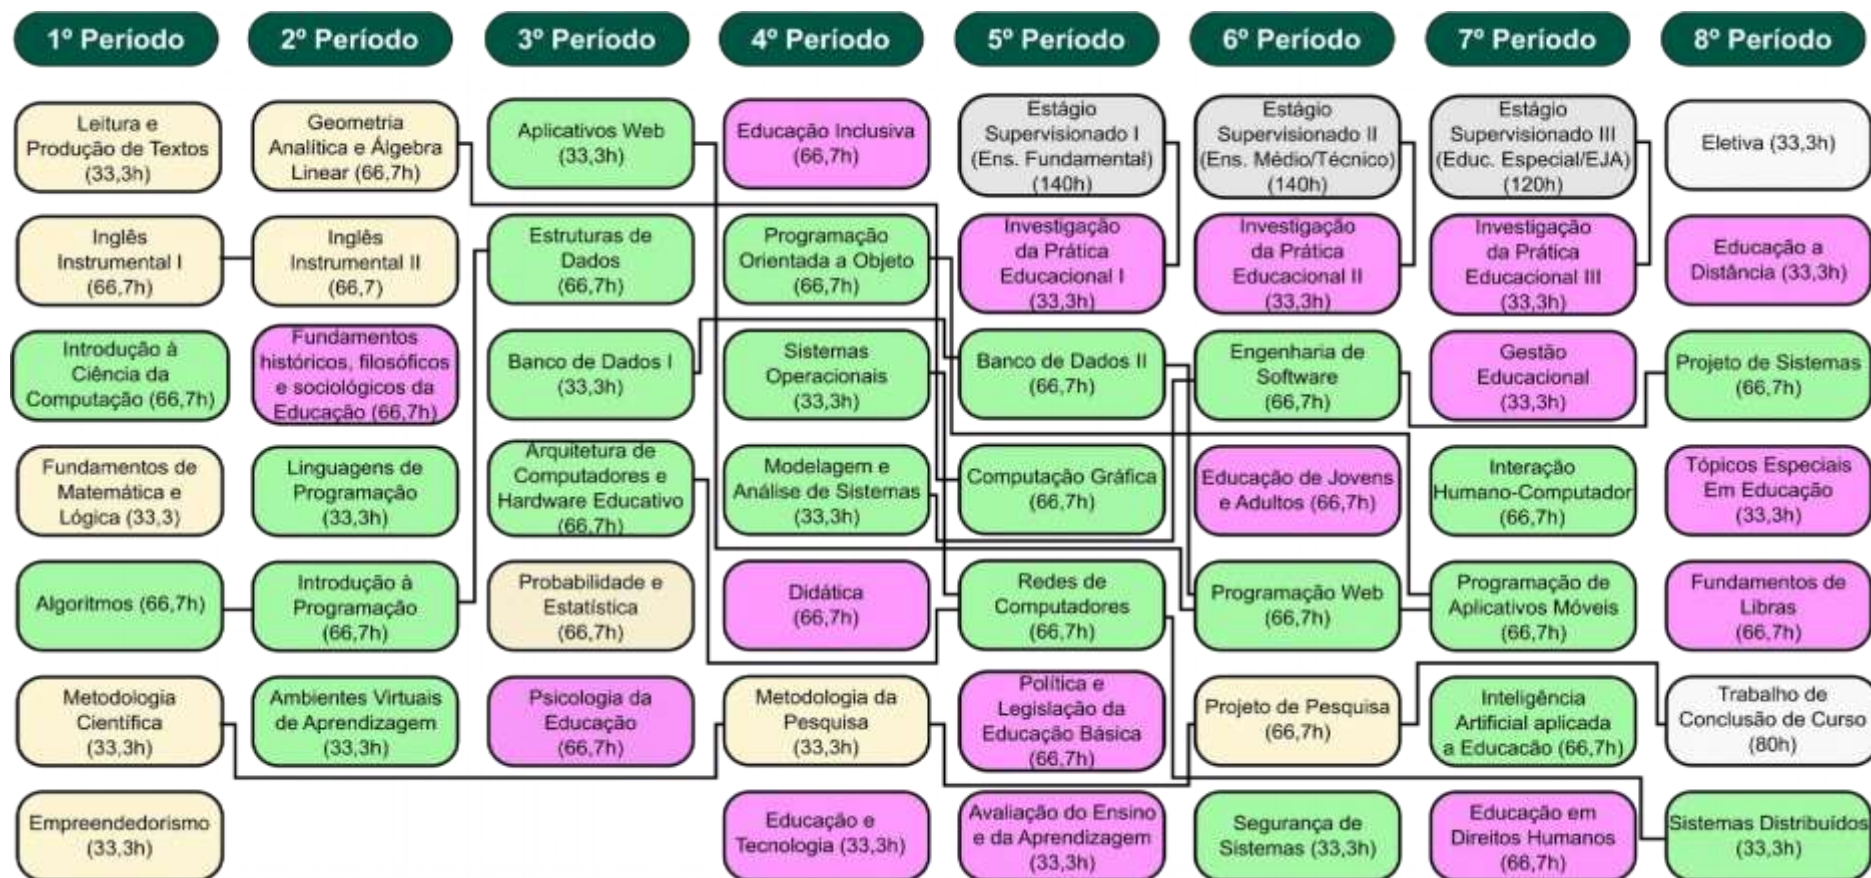 1º Período
2º Período
3º Período
4º Período
5º Período
6º Período
7º Período
8º Período
Leitura e
Produção de Textos
(33,3h)
Inglês
Instrumental I
(66,7h)
Introdução à
Ciência da
Computação (66,7h)
Fundamentos de
Matemática e
Lógica (33,3)
Algoritmos (66,7h)
Metodologia
Científica
(33,3h)
Empreendedorismo
(33,3h)
Geometria
Analítica e Álgebra
Linear (66,7h)
Inglês
Instrumental II
(66,7)
Fundamentos
históricos, filosóficos
e sociológicos da
Educação (66,7h)
Linguagens de
Programação
(33,3h)
Introdução à
Programação
(66,7h)
Ambientes Virtuais
de Aprendizagem
(33,3h)
Aplicativos Web
(33,3h)
Estruturas de
Dados
(66,7h)
Banco de Dados I
(33,3h)
Arquitetura de
Computadores e
Hardware Educativo
(66,7h)
Probabilidade e
Estatística
(66,7h)
Psicologia da
Educação
(66,7h)
Educação Inclusiva
(66,7h)
Programação
Orientada a Objeto
(66,7h)
Sistemas
Operacionais
(33,3h)
Modelagem e
Análise de Sistemas
(33,3h)
Didática
(66,7h)
Metodologia da
Pesquisa
(33,3h)
Educação e
Tecnologia (33,3h)
Estágio
Supervisionado I
(Ens. Fundamental)
(140h)
Investigação
da Prática
Educacional I
(33,3h)
Banco de Dados II
(66,7h)
Computação Gráfica
(66,7h)
Redes de
Computadores
(66,7h)
Política e
Legislação da
Educação Básica
(66,7h)
Avaliação do Ensino
e da Aprendizagem
(33,3h)
Estágio
Supervisionado II
(Ens. Médio/Técnico)
(140h)
Investigação
da Prática
Educacional II
(33,3h)
Engenharia de
Software
(66,7h)
Educação de Jovens
e Adultos (66,7h)
Programação Web
(66,7h)
Projeto de Pesquisa
(66,7h)
Segurança de
Sistemas (33,3h)
Estágio
Supervisionado III
(Educ. Especial/EJA)
(120h)
Investigação
da Prática
Educacional III
(33,3h)
Gestão
Educacional
(33,3h)
Interação
Humano-Computador
(66,7h)
Programação de
Aplicativos Móveis
(66,7h)
Inteligência
Artificial aplicada
a Educacão (66,7h)
Educação em
Direitos Humanos
(66,7h)
Eletiva (33,3h)
Educação a
Distância (33,3h)
Projeto de Sistemas
(66,7h)
Tópicos Especiais
Em Educação
(33,3h)
Fundamentos de
Libras
(66,7h)
Trabalho de
Conclusão de Curso
(80h)
Sistemas Distribuídos
(33,3h)